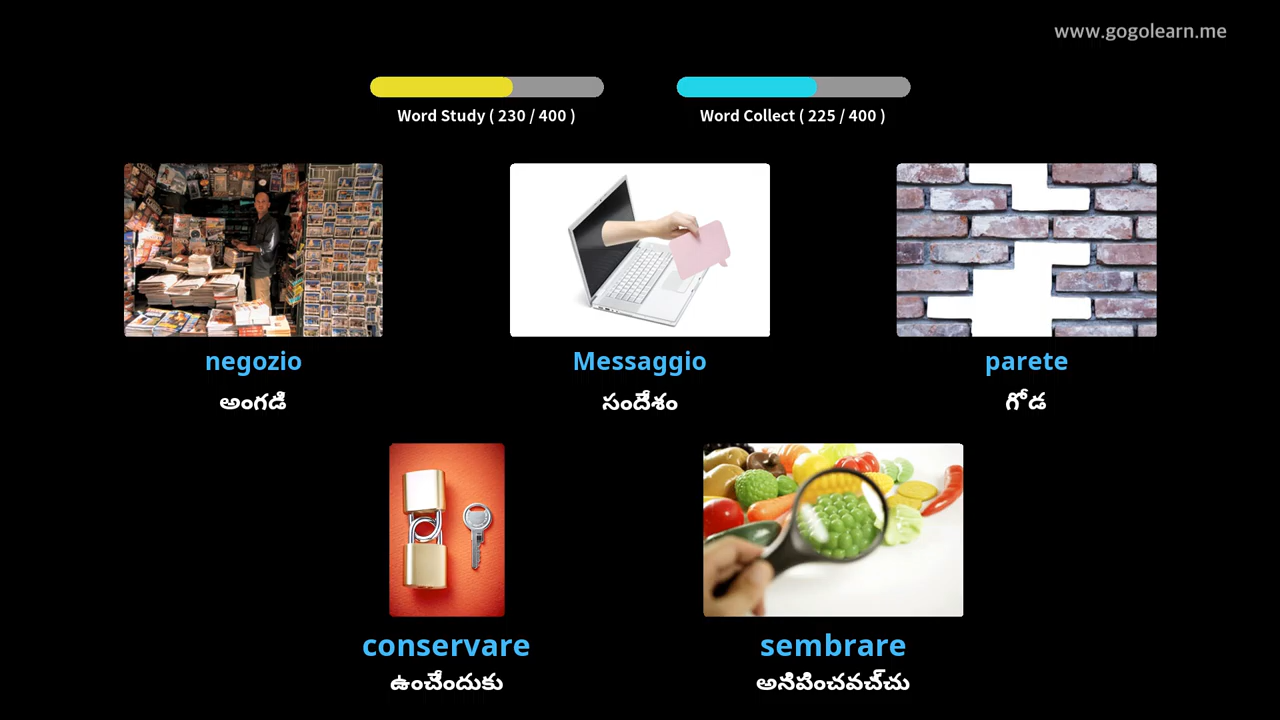 www.gogolearn.me
Word Study ( 230 / 400 )
Word Collect ( 225 / 400 )
negozio
Messaggio
parete
అంగడి
సందేశం
గోడ
conservare
sembrare
ఉంచేందుకు
అనిపించవచ్చు